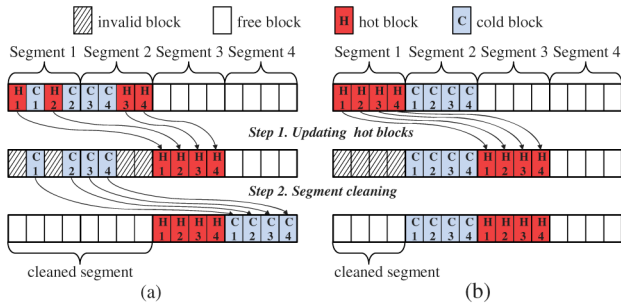 invalid block free block H hot block C cold block
Segment 1 Segment 2 Segment 3 Segment 4 Segment 1 Segment 2 Segment 3 Segment 4
H C H C C C H H H H H H C C C C
1 1 2 2 3 4 3 4 1 2 3 4 1 2 3 4
Step 1. Updating hot blocks
C C C C H H H H C C C C H H H H
1 2 3 4 1 2 3 4 1 2 3 4 1 2 3 4
Step 2. Segment cleaning
H H H H C C C C C C C C H H H H
1 2 3 4 1 2 3 4 1 2 3 4 1 2 3 4
cleaned segment cleaned segment
(a) (b)